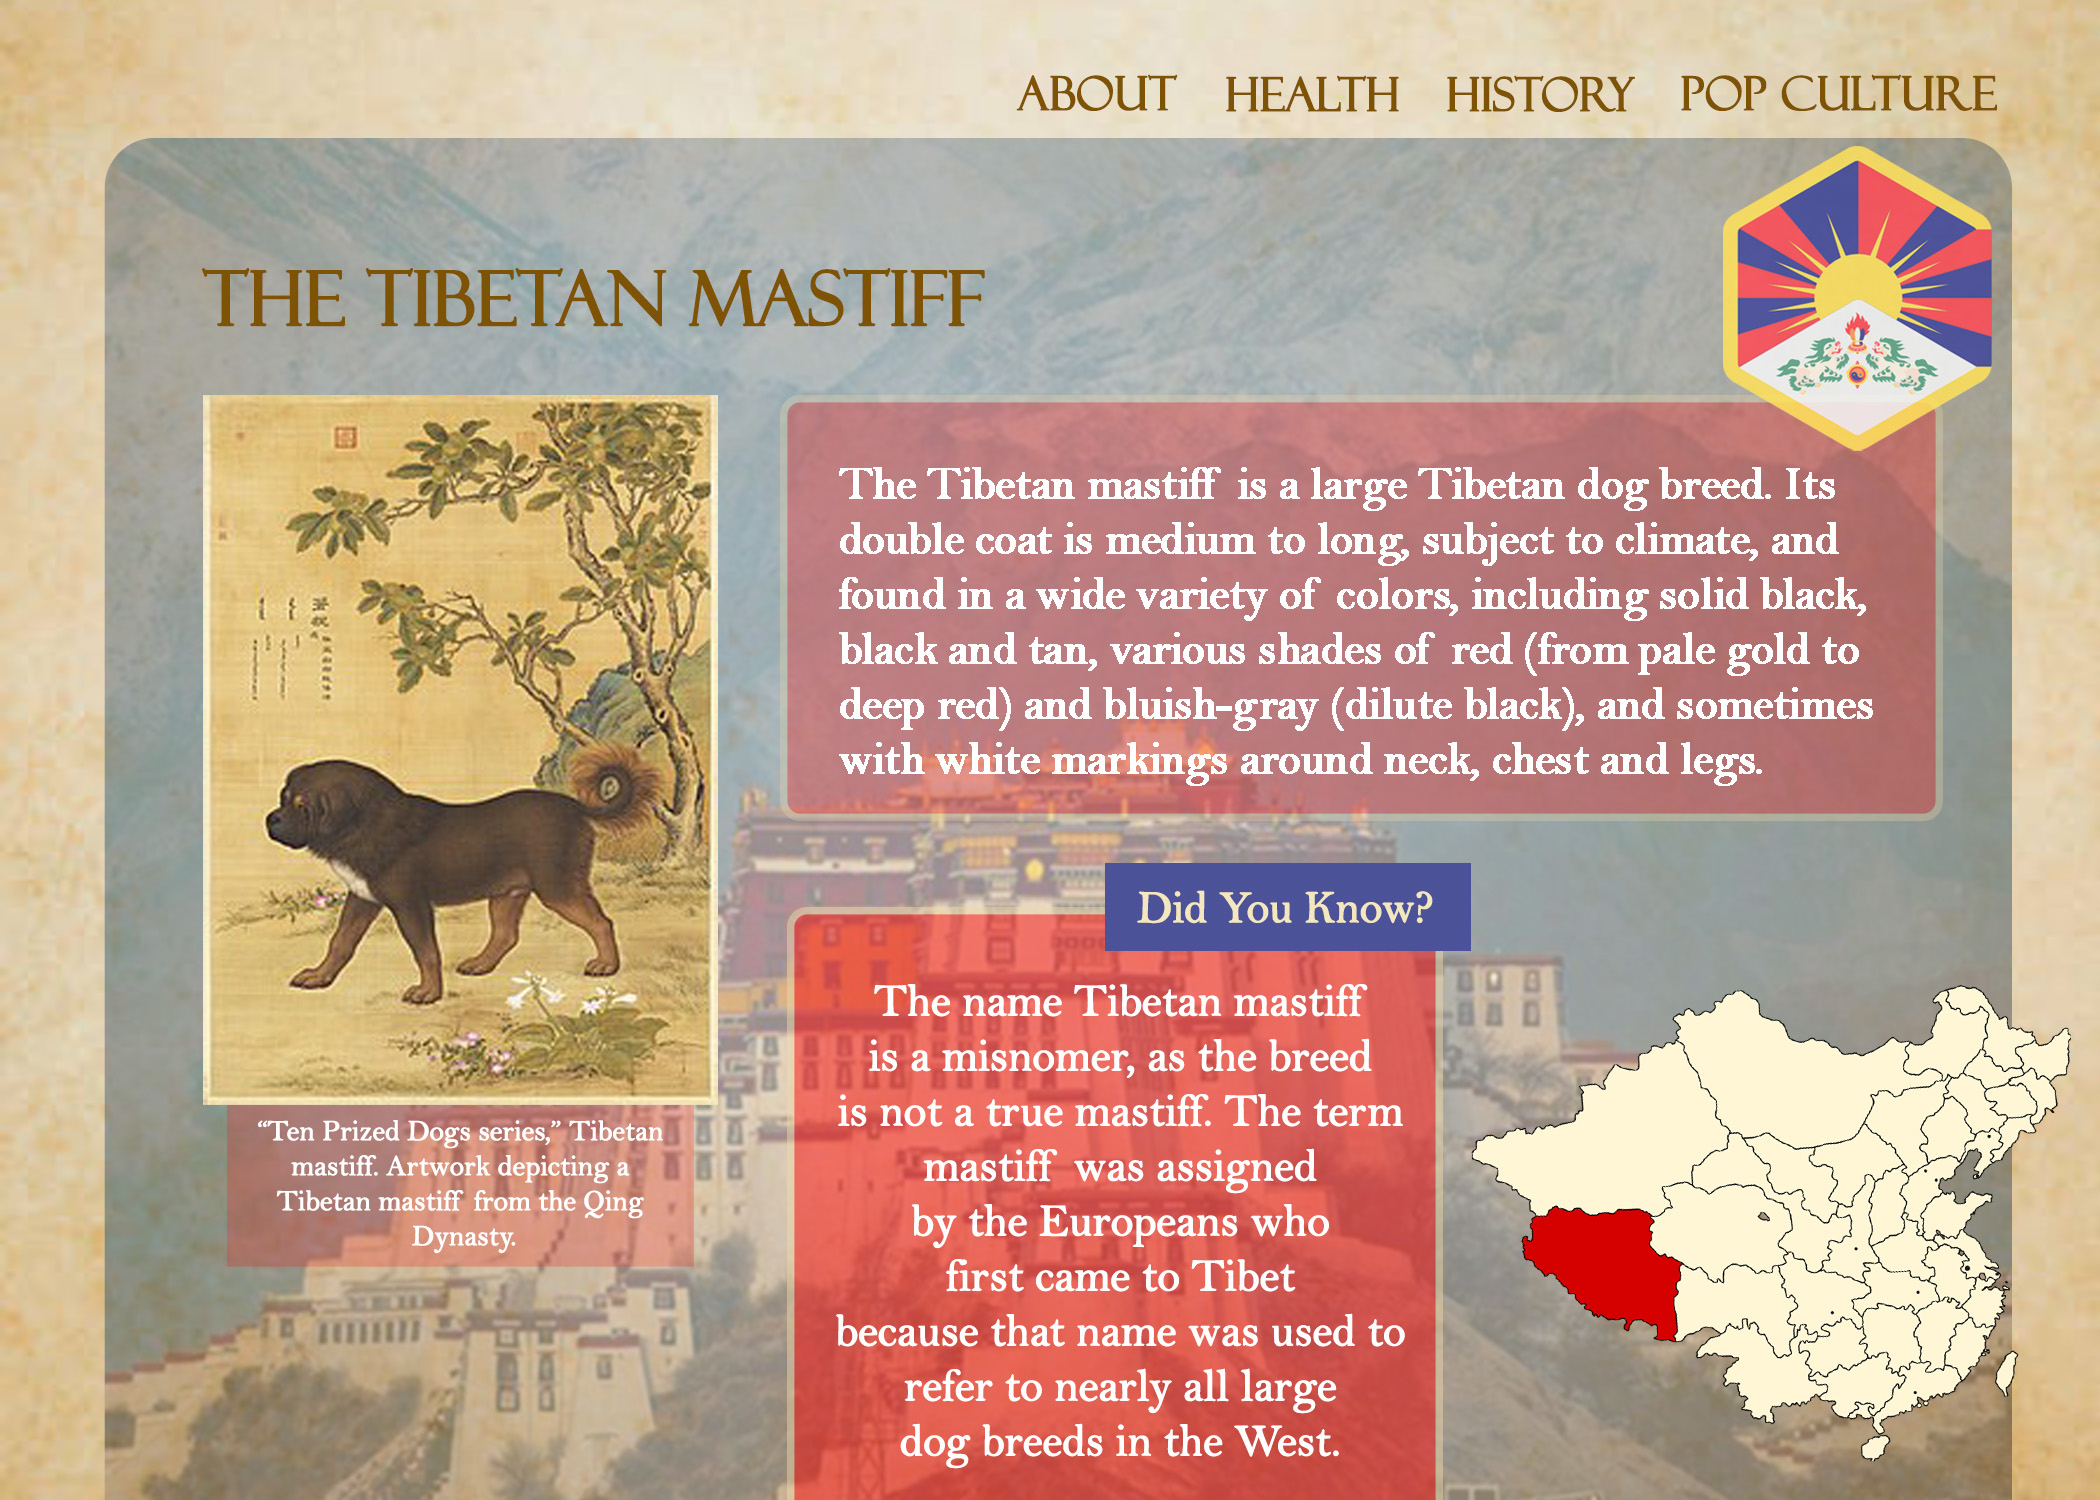 ABOUT HEALTH HISTORY POP CULTURE
THE TIBETAN MASTIFF
The Tibetan mastiff is a large Tibetan dog breed. Its
double coat is medium to long, subject to climate, and
found in a wide variety of colors, including solid black,
black and tan, various shades of red (from pale gold to
deep red) and bluish-gray (dilute black), and sometimes
with white markings around neck, chest and legs.
“Ten Prized Dogs series,” Tibetan
mastiff. Artwork depicting a
Tibetan mastiff from the Qing
Dynasty.
Did You Know?
The name Tibetan mastiff
is a misnomer, as the breed
is not a true mastiff. The term
mastiff was assigned
by the Europeans who
first came to Tibet
because that name was used to
refer to nearly all large
dog breeds in the West.